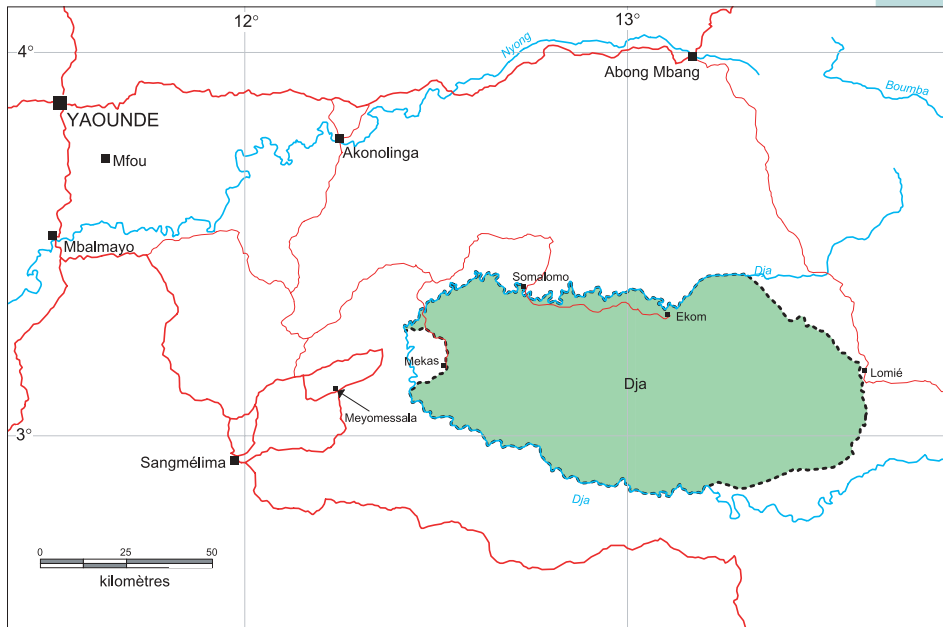 12°
13°
4°
Nyong
Abong Mbang
Boumba
YAOUNDE
Mfou
Akonolinga
Mbalmayo
Dja
Somalomo
Ekom
Mekas
Lomié
Dja
Meyomessala
3°
Sangmélima
Dja
0 25 50
kilomètres